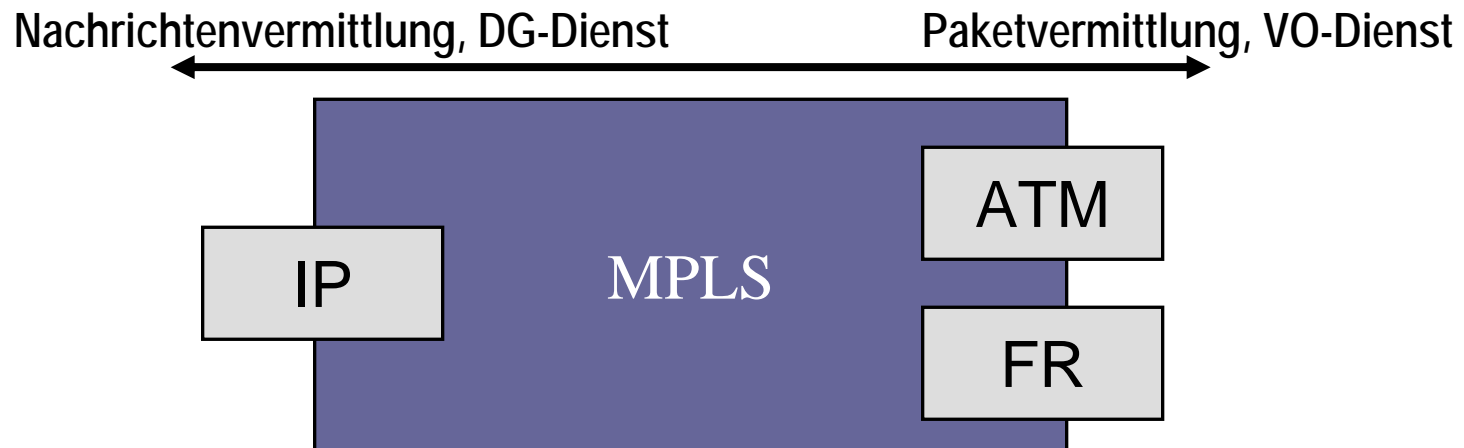 Nachrichtenvermittlung, DG-Dienst Paketvermittlung, VO-Dienst
ATM
IP MPLS
FR